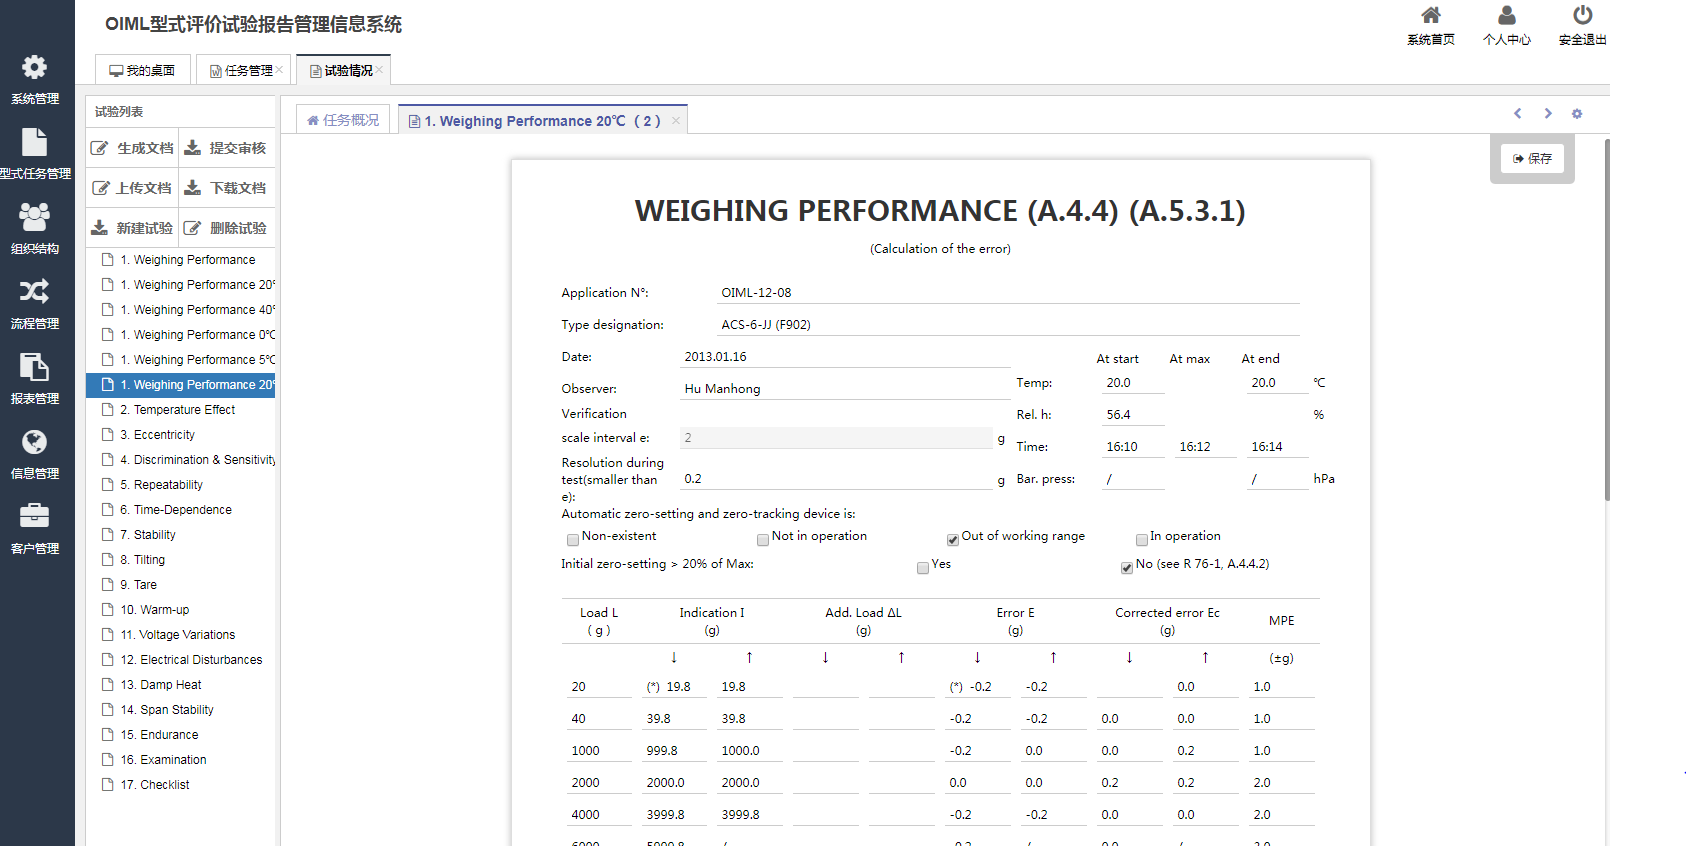 OIML型式评价试验报告管理信息系统
系统首页 个人中心 安全退出
我的桌面 任务管理 试验情况
系统管理
型式任务管理
组织结构
流程管理
报表管理
信息管理
客户管理
试验列表
生成文档 提交审核
上传文档 下载文档
新建试验 删除试验
1. Weighing Performance
1. Weighing Performance 20°
1. Weighing Performance 40°
1. Weighing Performance 0℃
1. Weighing Performance 5℃
1. Weighing Performance 20°
2. Temperature Effect
3. Eccentricity
4. Discrimination & Sensitivity
5. Repeatability
6. Time-Dependence
7. Stability
8. Tilting
9. Tare
10. Warm-up
11. Voltage Variations
12. Electrical Disturbances
13. Damp Heat
14. Span Stability
15. Endurance
16. Examination
17. Checklist
任务概况 1. Weighing Performance 20℃ （ 2 ）
保存
WEIGHING PERFORMANCE (A.4.4) (A.5.3.1)
(Calculation of the error)
Application N°: OIML-12-08
Type designation: ACS-6-JJ (F902)
Date: 2013.01.16
Observer: Hu Manhong
Verification
scale interval e: 2 g
Resolution during
test(smaller than 0.2 g
e):
At start At max At end
Temp: 20.0 20.0 ℃
Rel. h: 56.4 %
Time: 16:10 16:12 16:14
Bar. press: / / hPa
Automatic zero-setting and zero-tracking device is:
Non-existent Not in operation Out of working range In operation
Initial zero-setting > 20% of Max: Yes No (see R 76-1, A.4.4.2)
Load L Indication I Add. Load ΔL Error E Corrected error Ec MPE
( g ) (g) (g) (g) (g)
↓ ↑ ↓ ↑ ↓ ↑ ↓ ↑ (±g)
20 (*) 19.8 19.8 (*) -0.2 -0.2 0.0 1.0
40 39.8 39.8 -0.2 -0.2 0.0 0.0 1.0
1000 999.8 1000.0 -0.2 0.0 0.0 0.2 1.0
2000 2000.0 2000.0 0.0 0.0 0.2 0.2 2.0
4000 3999.8 3999.8 -0.2 -0.2 0.0 0.0 2.0